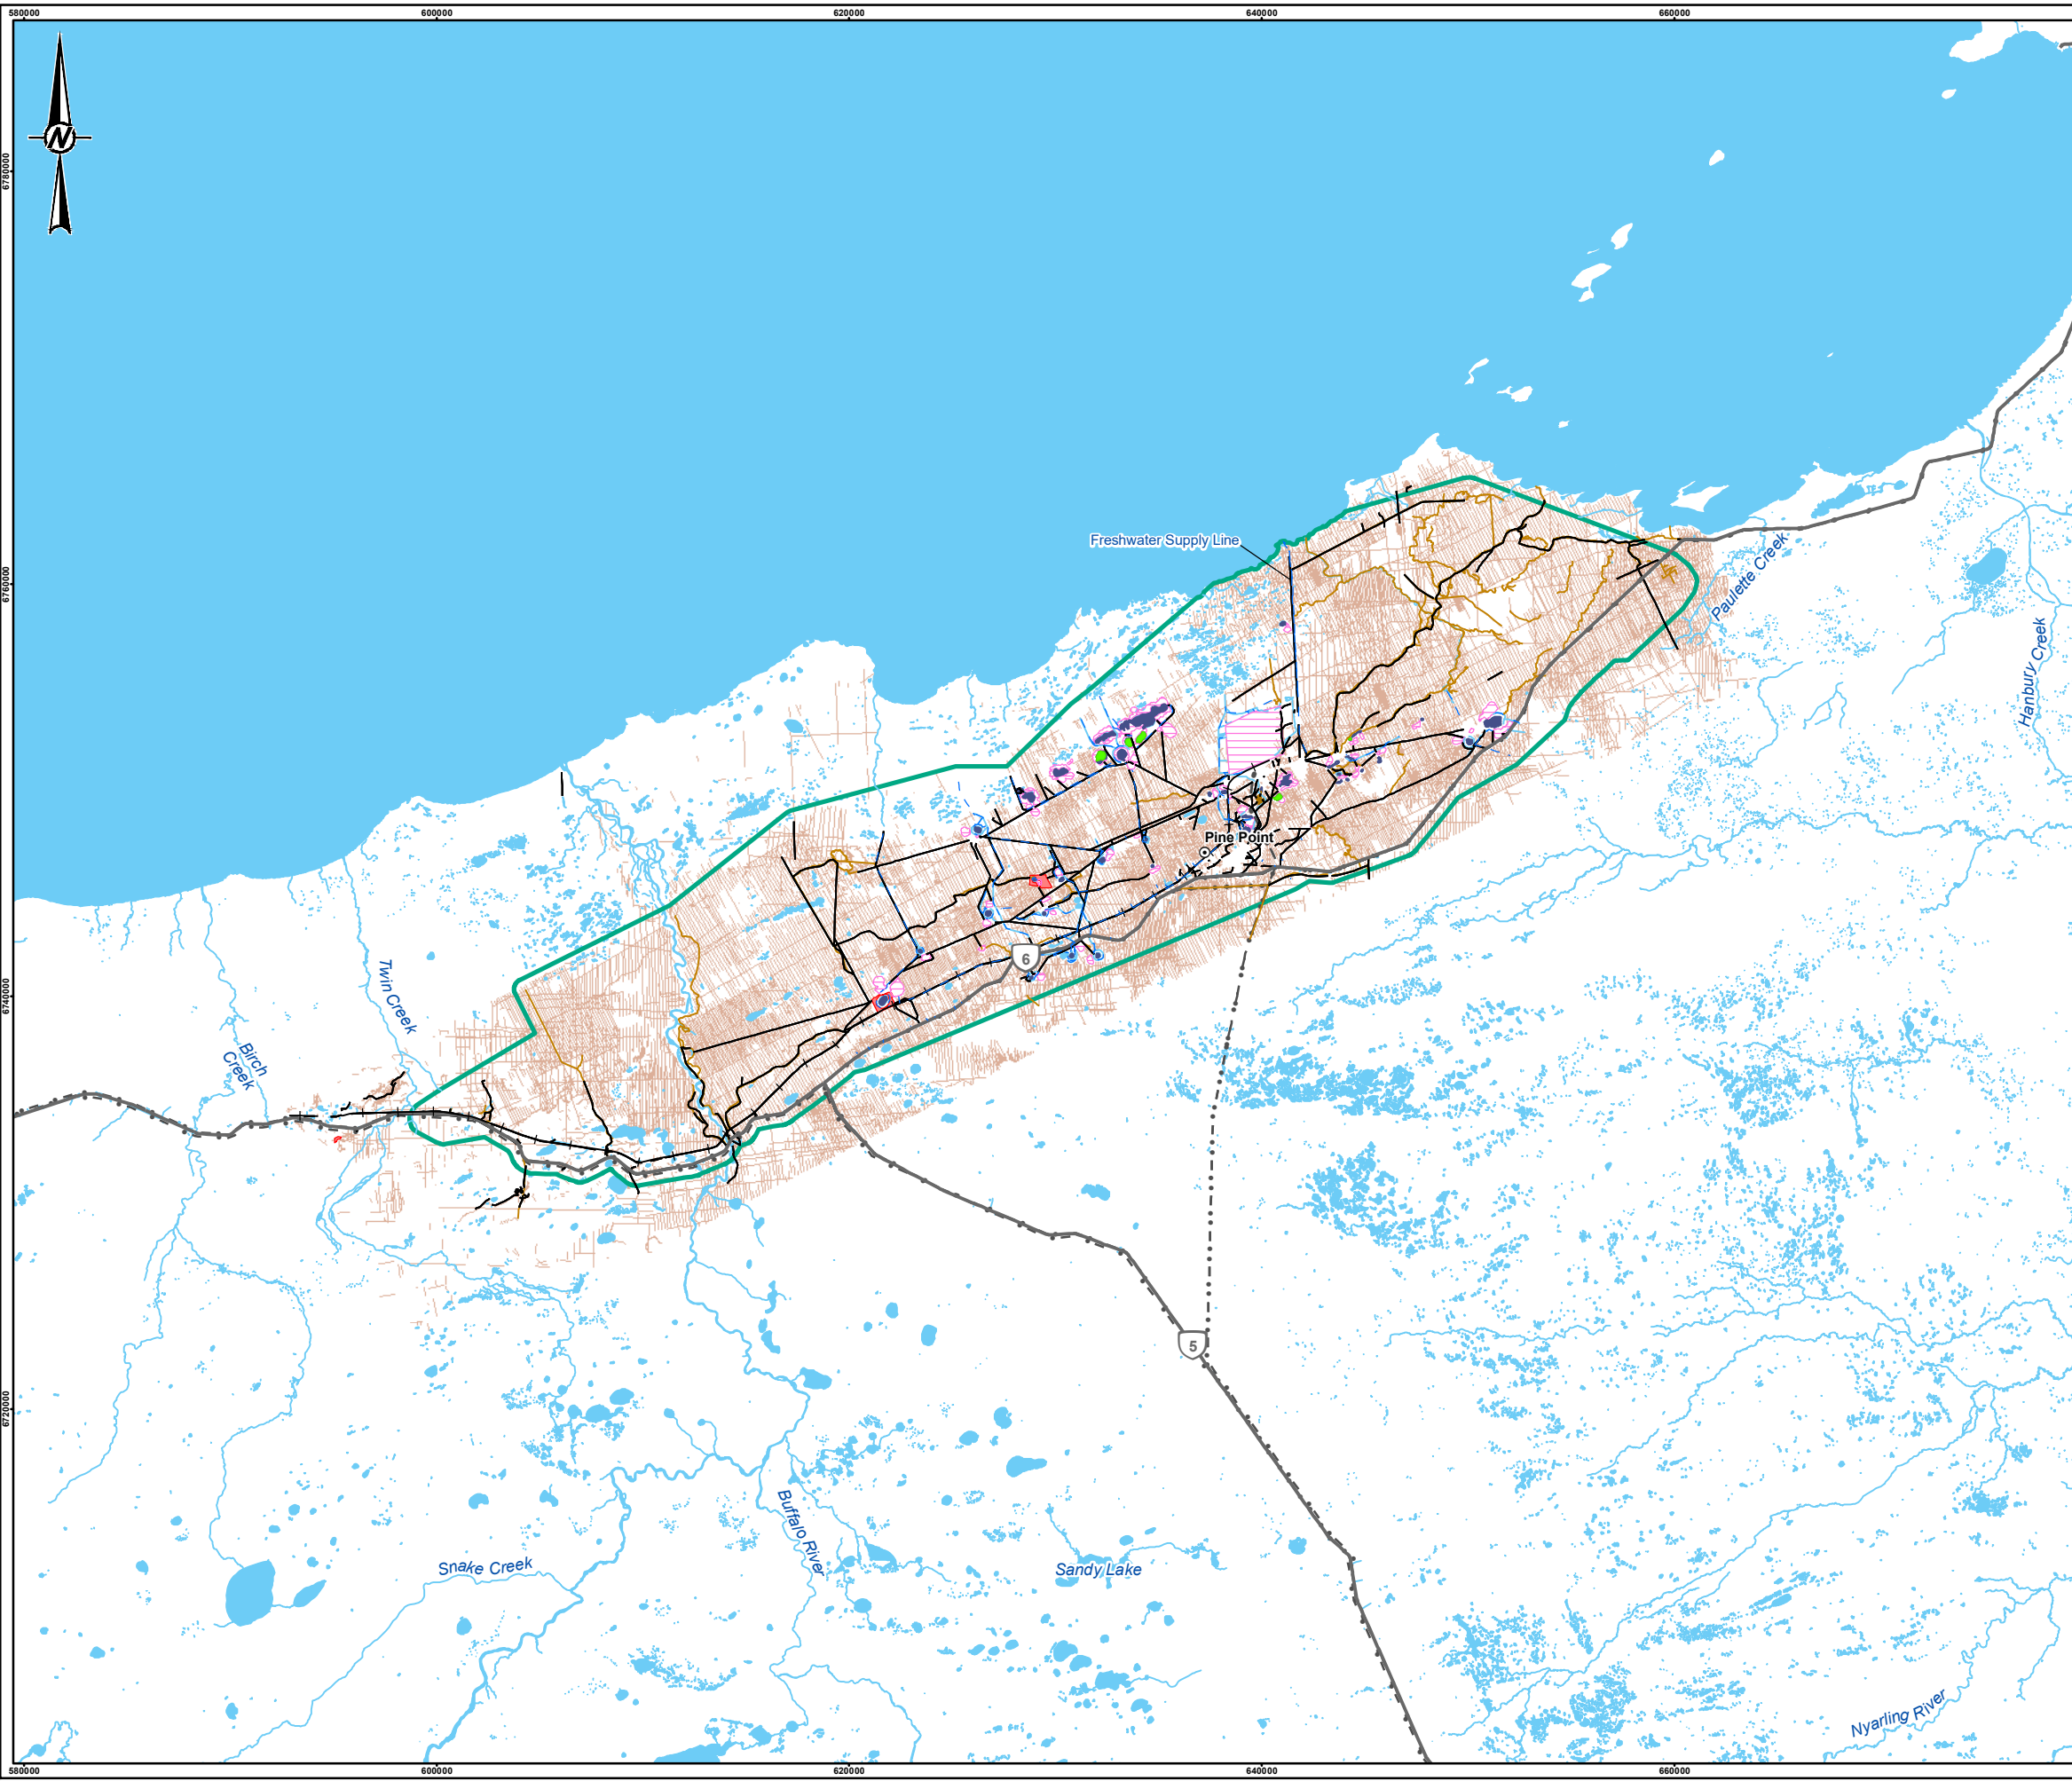 580000
600000
620000
640000
660000
N
6780000
Freshwater Supply Line
6760000
Paulette Creek
Hanbury Creek
Pine Point
6
Twin Creek
6740000
Birch
Creek
5
6720000
Buffalo River
Snake Creek
Sandy Lake
Nyarling River
580000
600000
620000
640000
660000